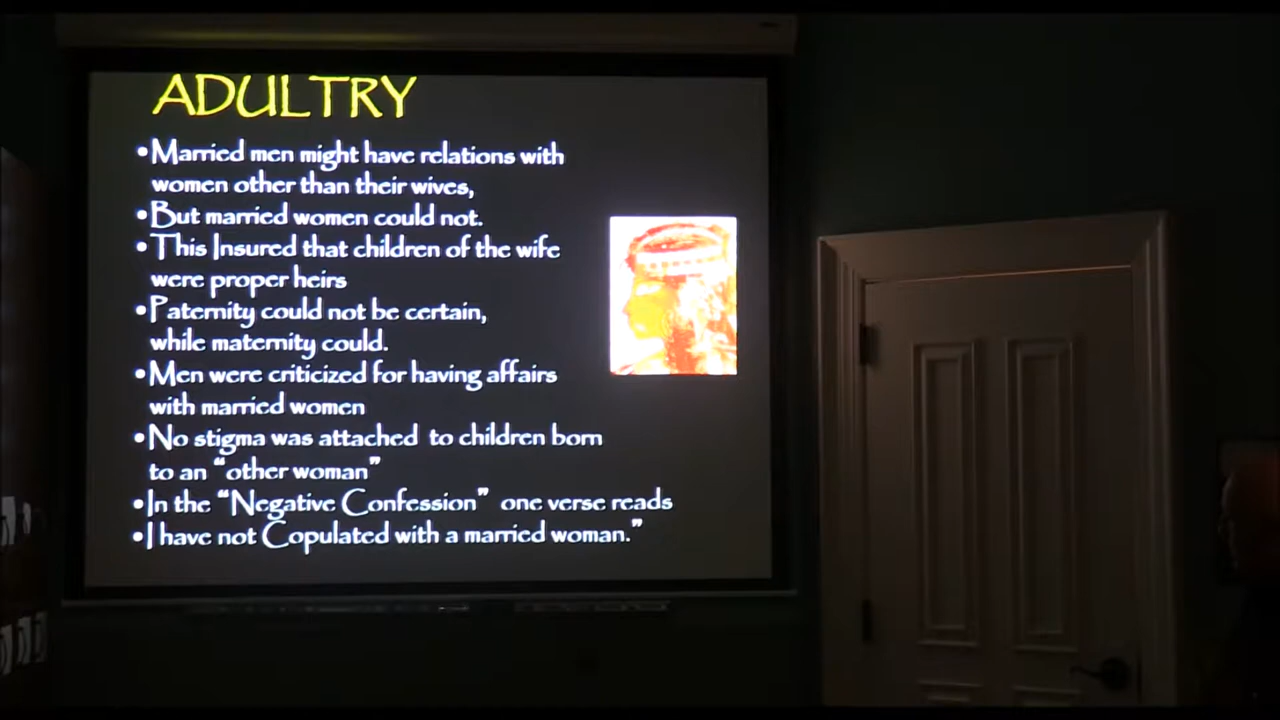 ADULTRY
•Married men might have relations with
women other than their wives,
•But married women could not.
•This Insured that children of the wife
were proper heirs
•Paternity could not be certain,
while maternity could.
•Men were criticized for having affairs
with married women
•No stigma was attached to children born
to an “other woman”
•In the “Negative Confession” one verse reads
•I have not Copulated with a married woman.”